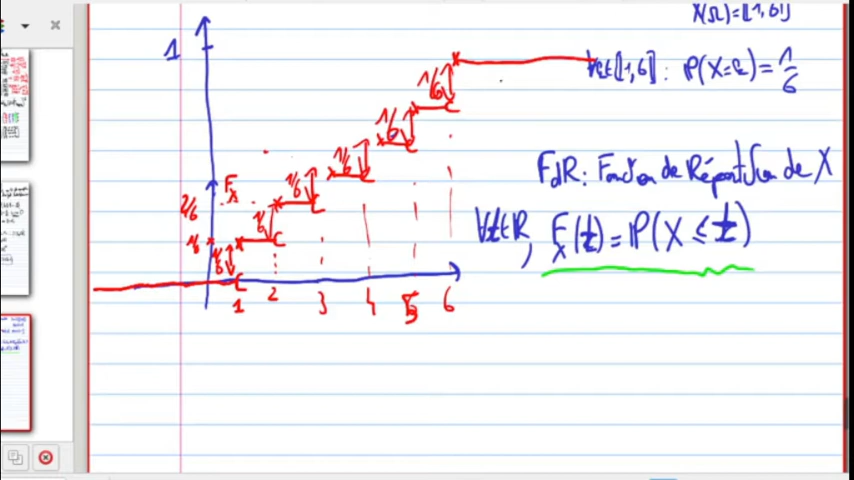 X(Ω)=⟦1,6⟧
1
∀k∈⟦1,6⟧ : P(X=k)=1/6
1/6
1/6
1/6
1/6
1/6
1/6
FdR: Fonction de Répartition de X
2/6
F_X
1/6
∀t∈ℝ, F_X(t)=P(X≤t)
1 2 3 4 5 6